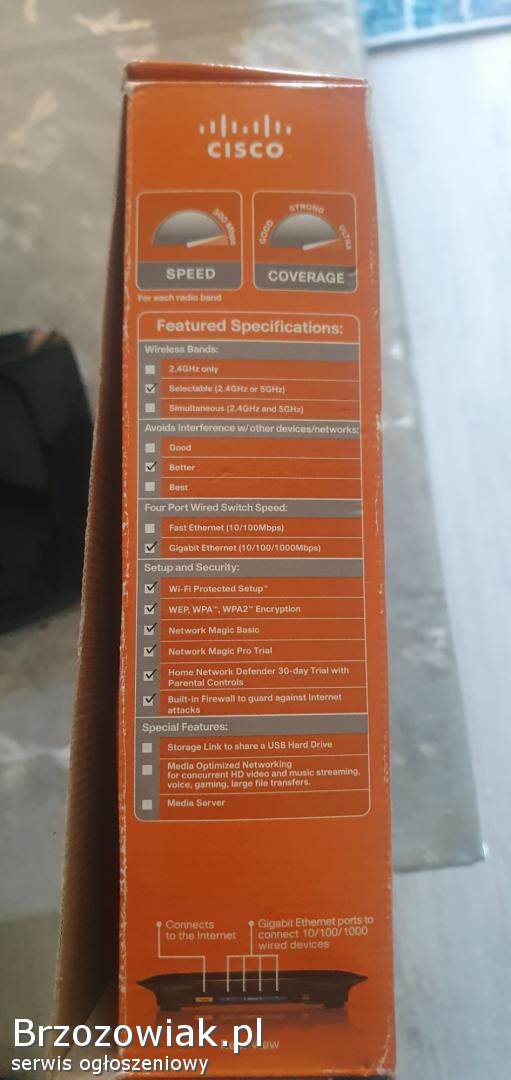 CISCO
300 Mbps
GOOD STRONG ULTRA
SPEED
COVERAGE
For each radio band
Featured Specifications:
Wireless Bands:
2.4GHz only
Selectable (2.4GHz or 5GHz)
Simultaneous (2.4GHz and 5GHz)
Avoids Interference w/other devices/networks:
Good
Better
Best
Four Port Wired Switch Speed:
Fast Ethernet (10/100Mbps)
Gigabit Ethernet (10/100/1000Mbps)
Setup and Security:
Wi-Fi Protected Setup™
WEP, WPA™, WPA2™ Encryption
Network Magic Basic
Network Magic Pro Trial
Home Network Defender 30-day Trial with
Parental Controls
Built-in Firewall to guard against Internet
attacks
Special Features:
Storage Link to share a USB Hard Drive
Media Optimized Networking
for concurrent HD video and music streaming,
voice, gaming, large file transfers.
Media Server
Connects
to the Internet
Gigabit Ethernet ports to
connect 10/100/1000
wired devices
Brzozowiak.pl
serwis ogłoszeniowy